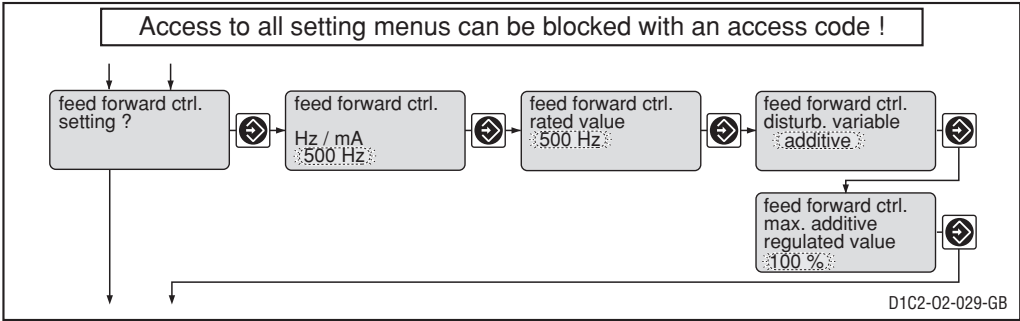 Access to all setting menus can be blocked with an access code !
feed forward ctrl.
setting ?
feed forward ctrl.
Hz / mA
500 Hz
feed forward ctrl.
rated value
500 Hz
feed forward ctrl.
disturb. variable
additive
feed forward ctrl.
max. additive
regulated value
100 %
D1C2-O2-029-GB